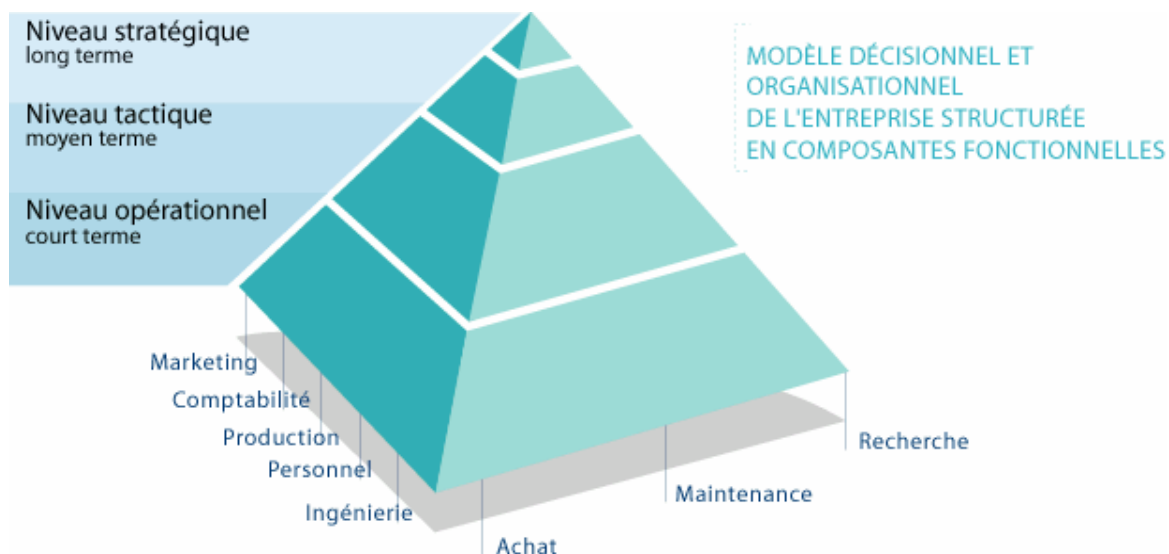 Niveau stratégique
long terme
Niveau tactique
moyen terme
Niveau opérationnel
court terme
MODÈLE DÉCISIONNEL ET
ORGANISATIONNEL
DE L'ENTREPRISE STRUCTURÉE
EN COMPOSANTES FONCTIONNELLES
Marketing
Comptabilité
Production
Personnel
Ingénierie
Achat
Maintenance
Recherche